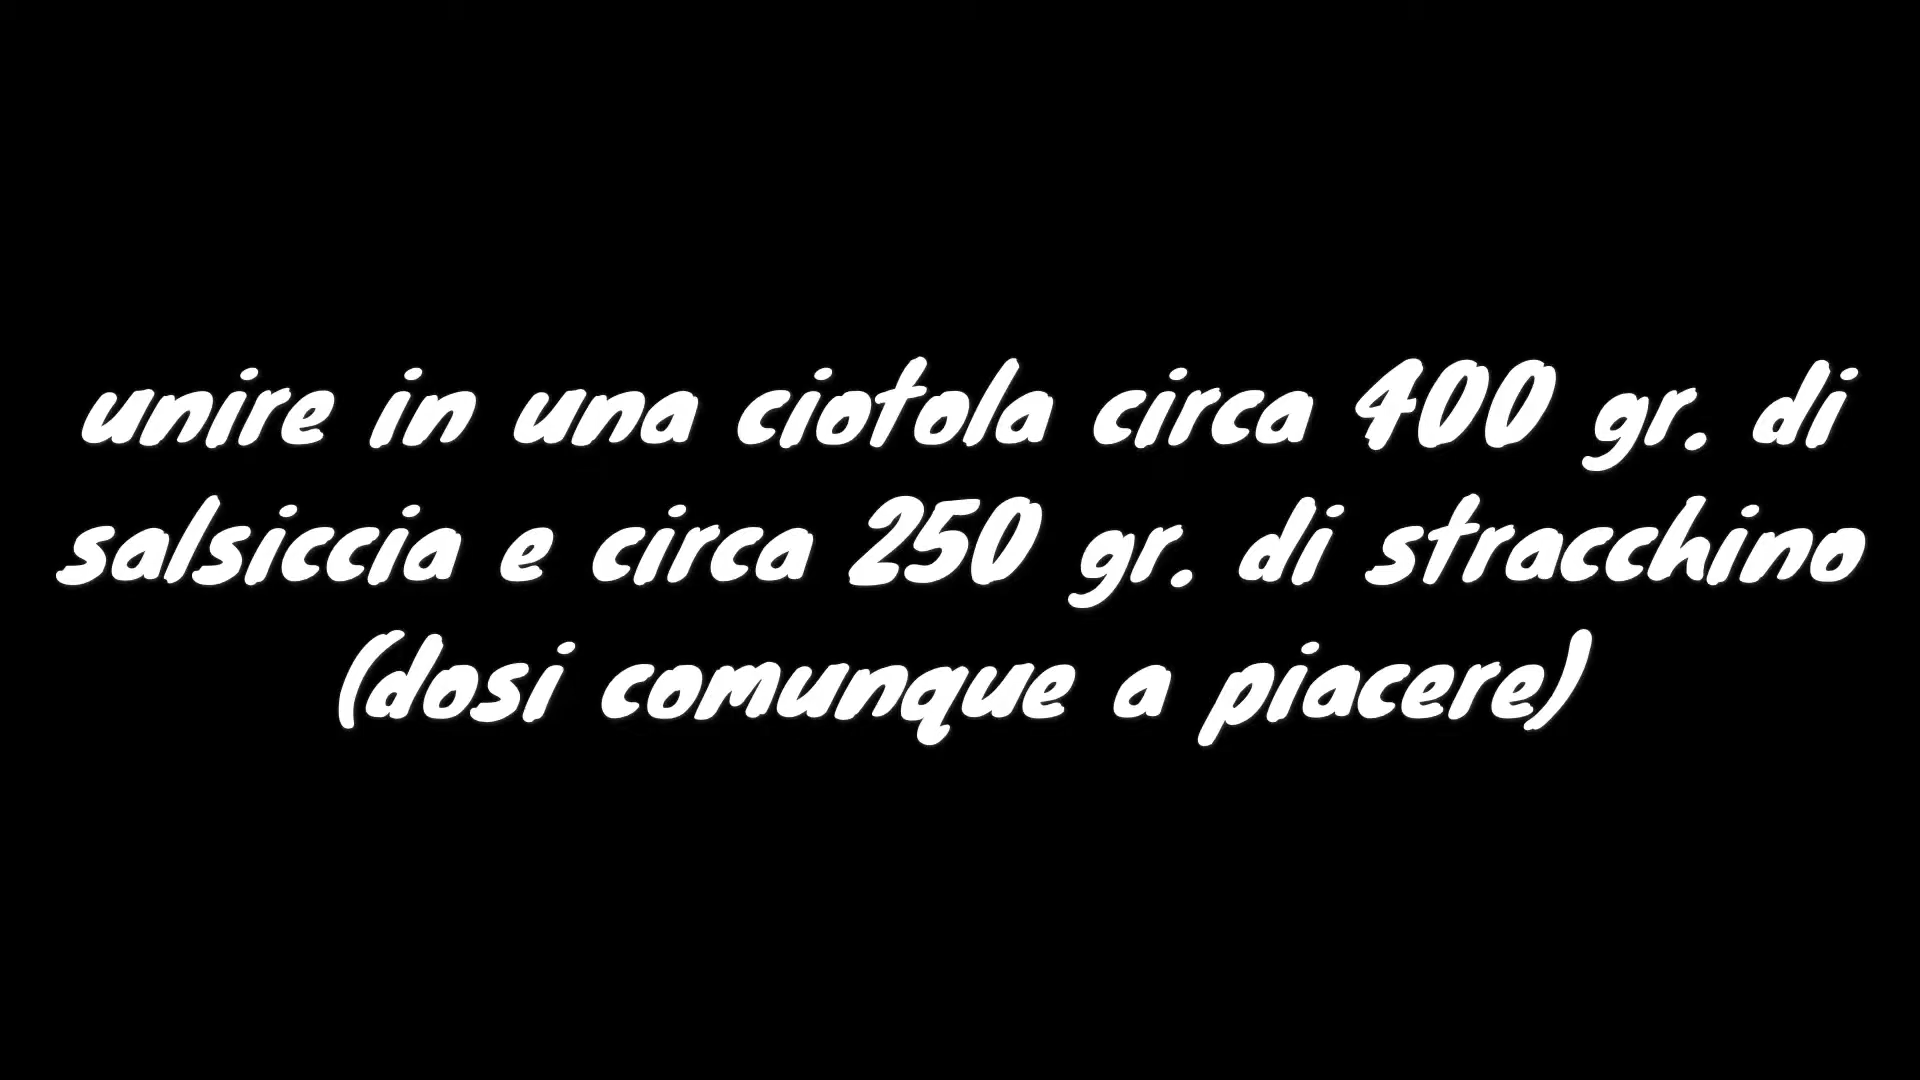 unire in una ciotola circa 400 gr. di
salsiccia e circa 250 gr. di stracchino
(dosi comunque a piacere)